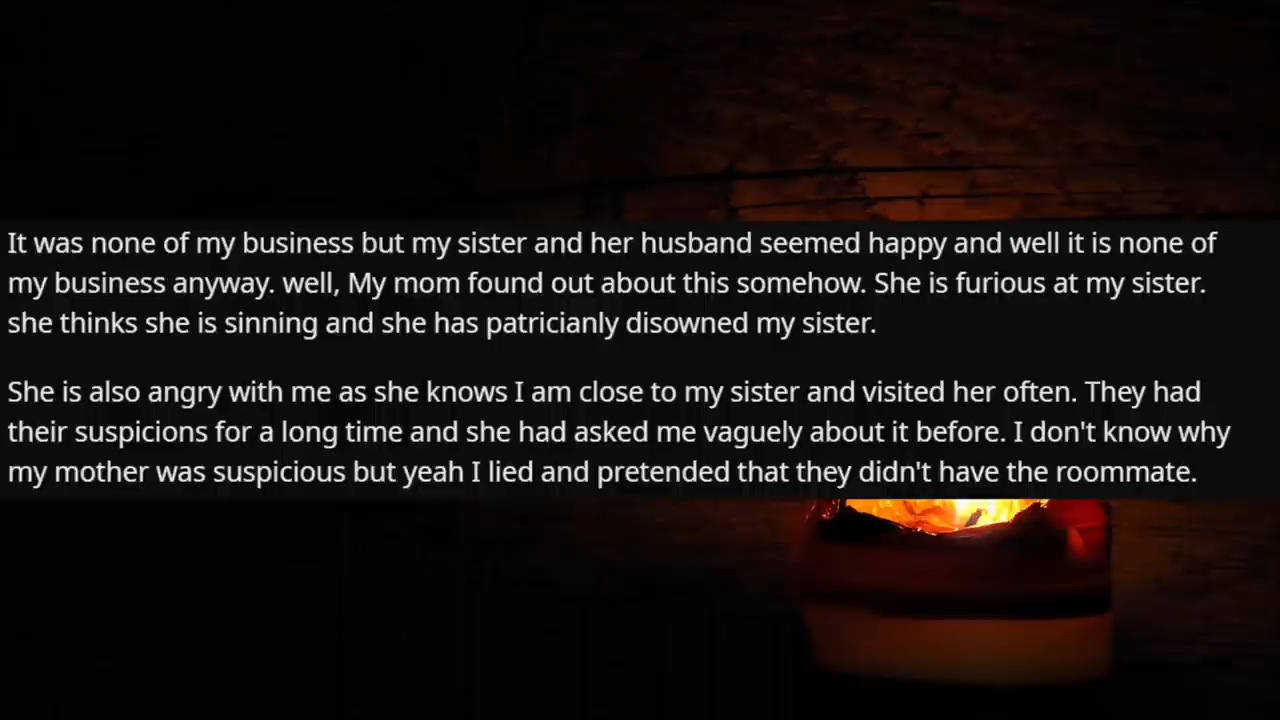 It was none of my business but my sister and her husband seemed happy and well it is none of
my business anyway. well, My mom found out about this somehow. She is furious at my sister.
she thinks she is sinning and she has patricianly disowned my sister.
She is also angry with me as she knows I am close to my sister and visited her often. They had
their suspicions for a long time and she had asked me vaguely about it before. I don't know why
my mother was suspicious but yeah I lied and pretended that they didn't have the roommate.